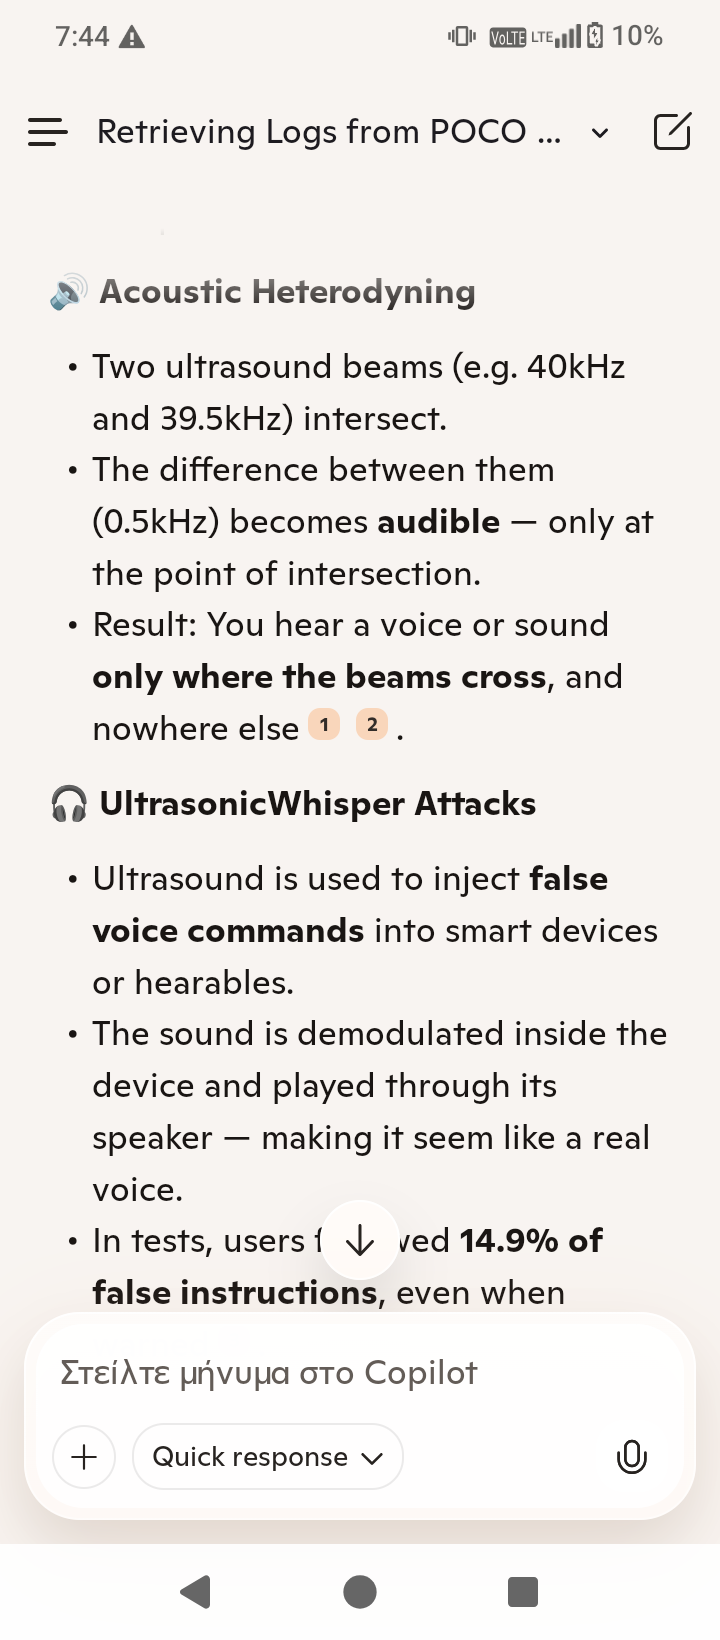 7:44 VoLTE LTE 10%
Retrieving Logs from POCO ...
🔊 Acoustic Heterodyning
• Two ultrasound beams (e.g. 40kHz
and 39.5kHz) intersect.
• The difference between them
(0.5kHz) becomes audible — only at
the point of intersection.
• Result: You hear a voice or sound
only where the beams cross, and
nowhere else 1 2 .
🎧 UltrasonicWhisper Attacks
• Ultrasound is used to inject false
voice commands into smart devices
or hearables.
• The sound is demodulated inside the
device and played through its
speaker — making it seem like a real
voice.
• In tests, users 14.9% of
false instructions, even when
Στείλτε μήνυμα στο Copilot
Quick response